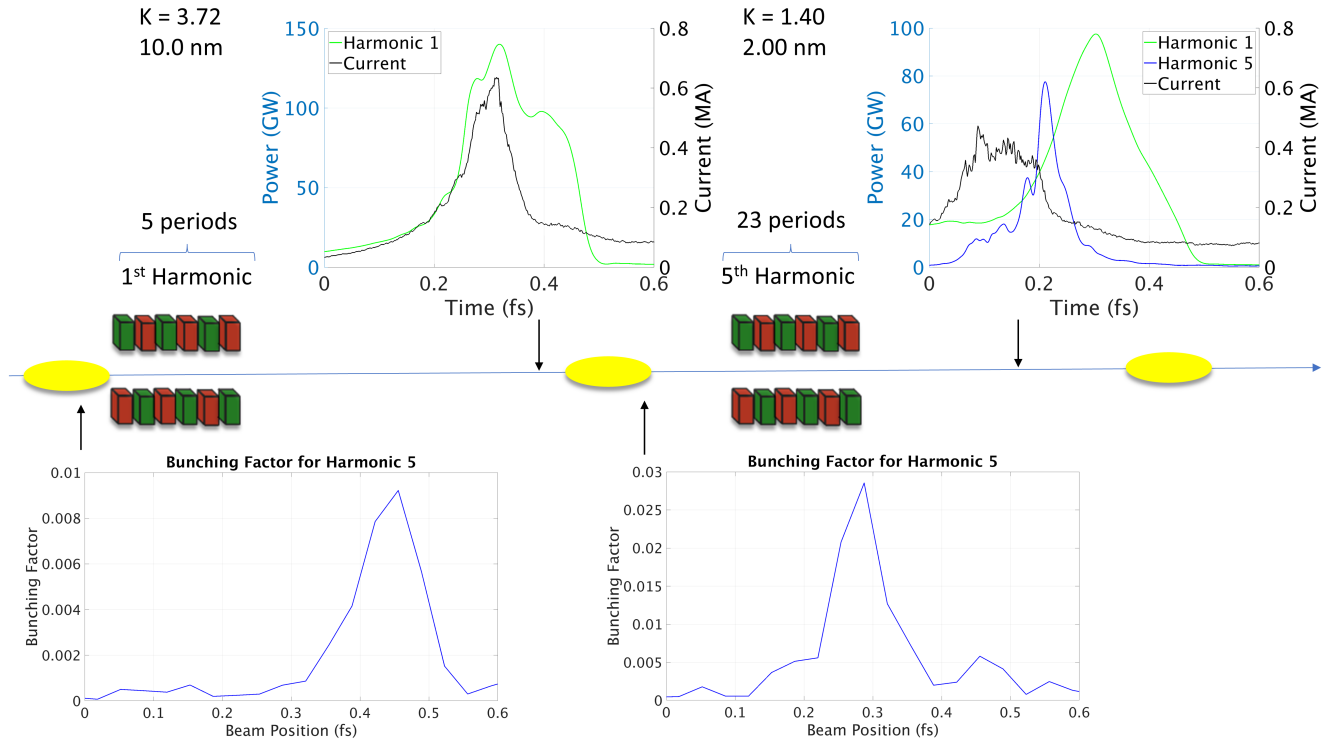 K = 3.72
10.0 nm
5 periods
1st Harmonic
150
100
50
0
Power (GW)
Harmonic 1
Current
0.8
0.6
0.4
0.2
0
Current (MA)
0
0.2
0.4
0.6
Time (fs)
K = 1.40
2.00 nm
23 periods
5th Harmonic
100
80
60
40
20
0
Power (GW)
Harmonic 1
Harmonic 5
Current
0.8
0.6
0.4
0.2
0
Current (MA)
0
0.2
0.4
0.6
Time (fs)
Bunching Factor for Harmonic 5
0.01
0.008
0.006
0.004
0.002
0
Bunching Factor
0
0.1
0.2
0.3
0.4
0.5
0.6
Beam Position (fs)
Bunching Factor for Harmonic 5
0.03
0.025
0.02
0.015
0.01
0.005
0
Bunching Factor
0
0.1
0.2
0.3
0.4
0.5
0.6
Beam Position (fs)